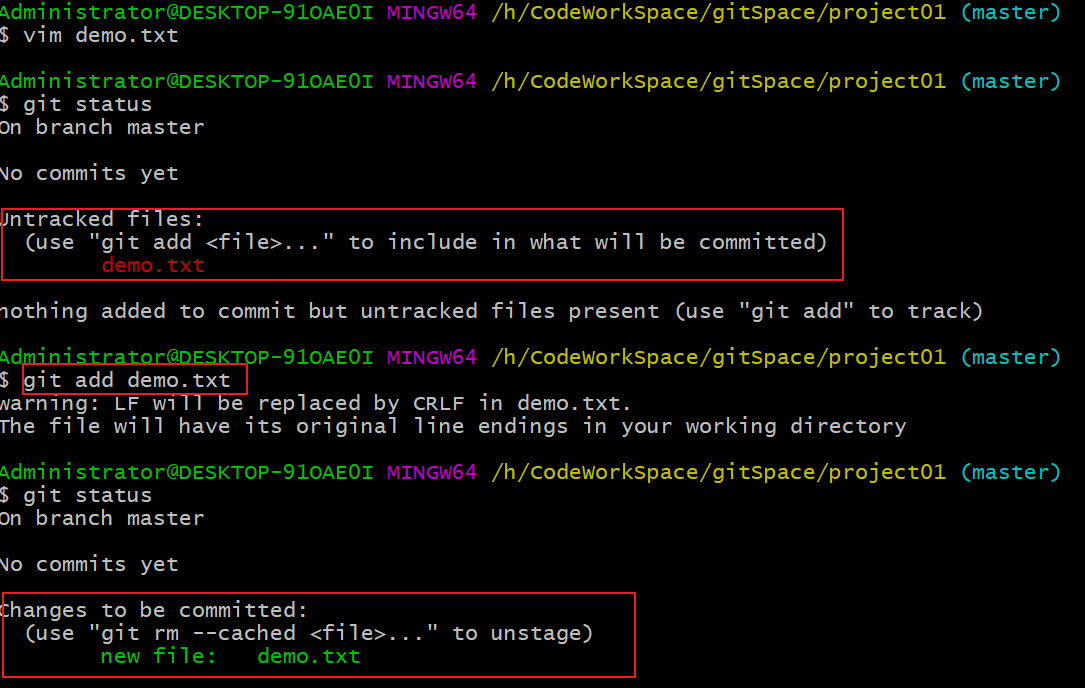 Administrator@DESKTOP-91OAE0I MINGW64 /h/CodeWorkSpace/gitSpace/project01 (master)
$ vim demo.txt
Administrator@DESKTOP-91OAE0I MINGW64 /h/CodeWorkSpace/gitSpace/project01 (master)
$ git status
On branch master
No commits yet
Untracked files:
(use "git add <file>..." to include in what will be committed)
demo.txt
nothing added to commit but untracked files present (use "git add" to track)
Administrator@DESKTOP-91OAE0I MINGW64 /h/CodeWorkSpace/gitSpace/project01 (master)
$ git add demo.txt
warning: LF will be replaced by CRLF in demo.txt.
The file will have its original line endings in your working directory
Administrator@DESKTOP-91OAE0I MINGW64 /h/CodeWorkSpace/gitSpace/project01 (master)
$ git status
On branch master
No commits yet
Changes to be committed:
(use "git rm --cached <file>..." to unstage)
new file:   demo.txt